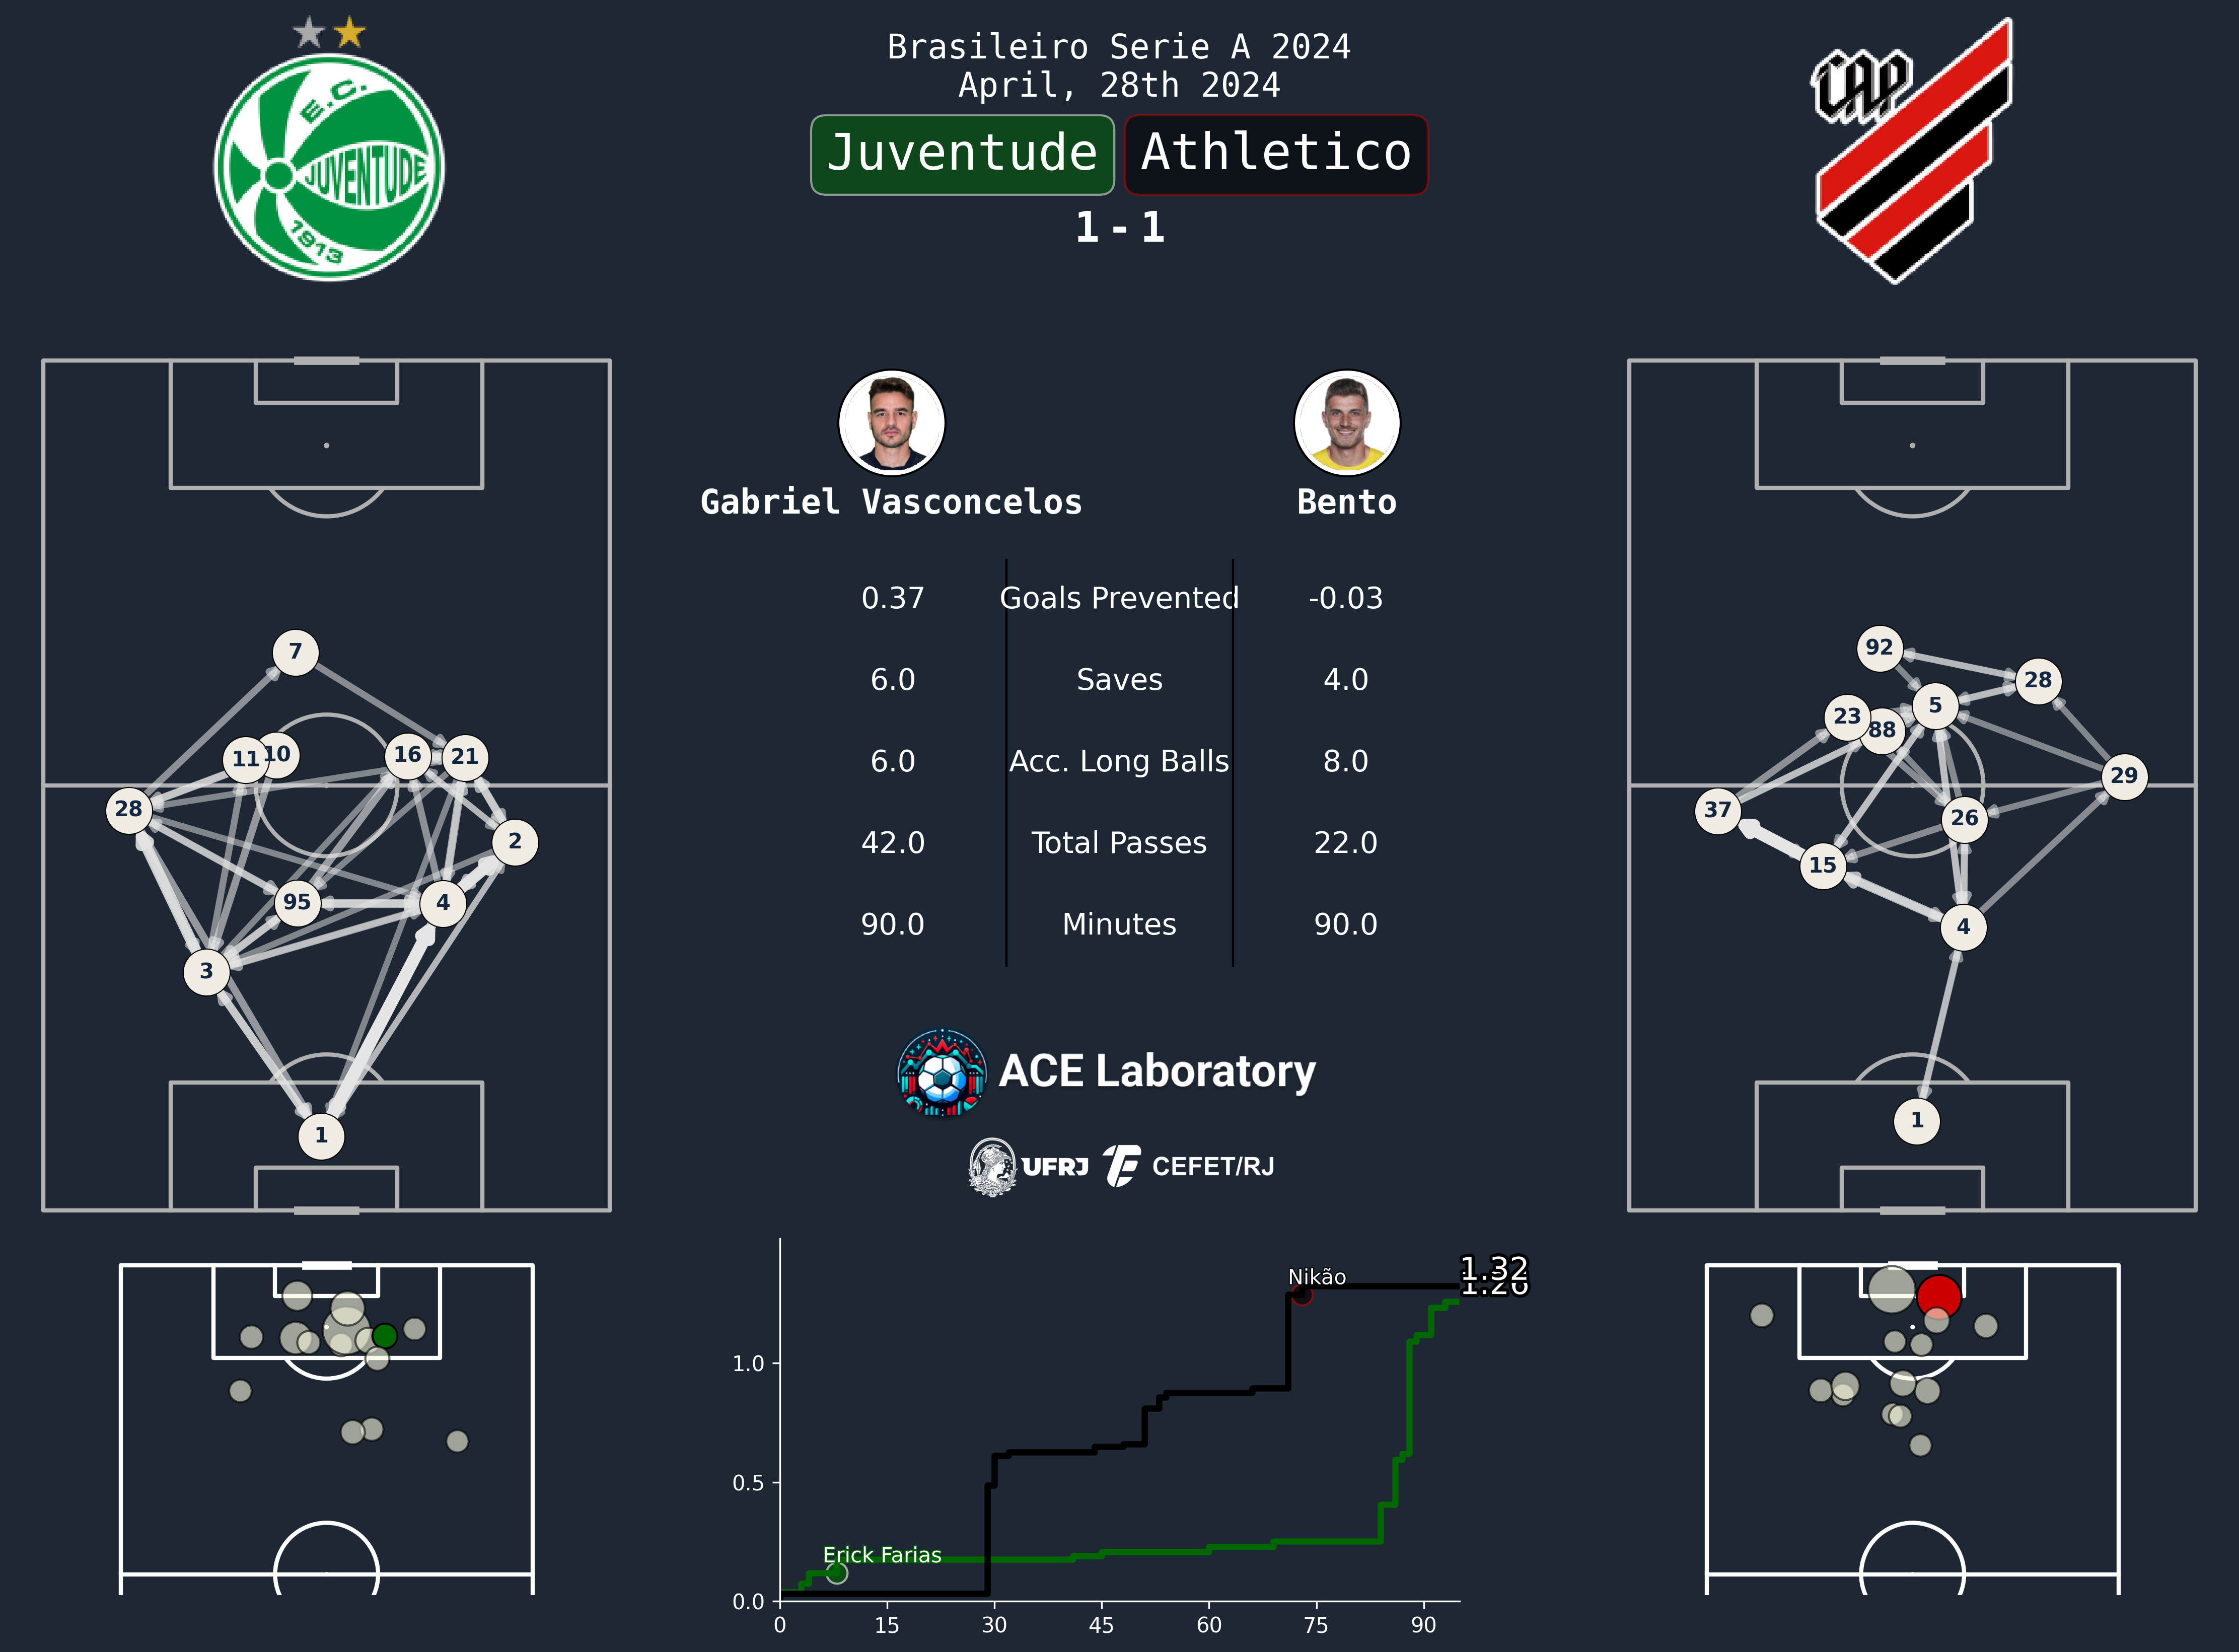 Brasileiro Serie A 2024
April, 28th 2024
Juventude Athletico
1 - 1
E.C.
JUVENTUDE
1913
CAP
Gabriel Vasconcelos Bento
0.37 Goals Prevented -0.03
6.0 Saves 4.0
6.0 Acc. Long Balls 8.0
42.0 Total Passes 22.0
90.0 Minutes 90.0
7
11 10 16 21
28
2
95 4
3
1
92
28
5
23 88
29
37
26
15
4
1
ACE Laboratory
UFRJ CEFET/RJ
1.32
1.26
Nikão
Erick Farias
1.0
0.5
0.0
0 15 30 45 60 75 90